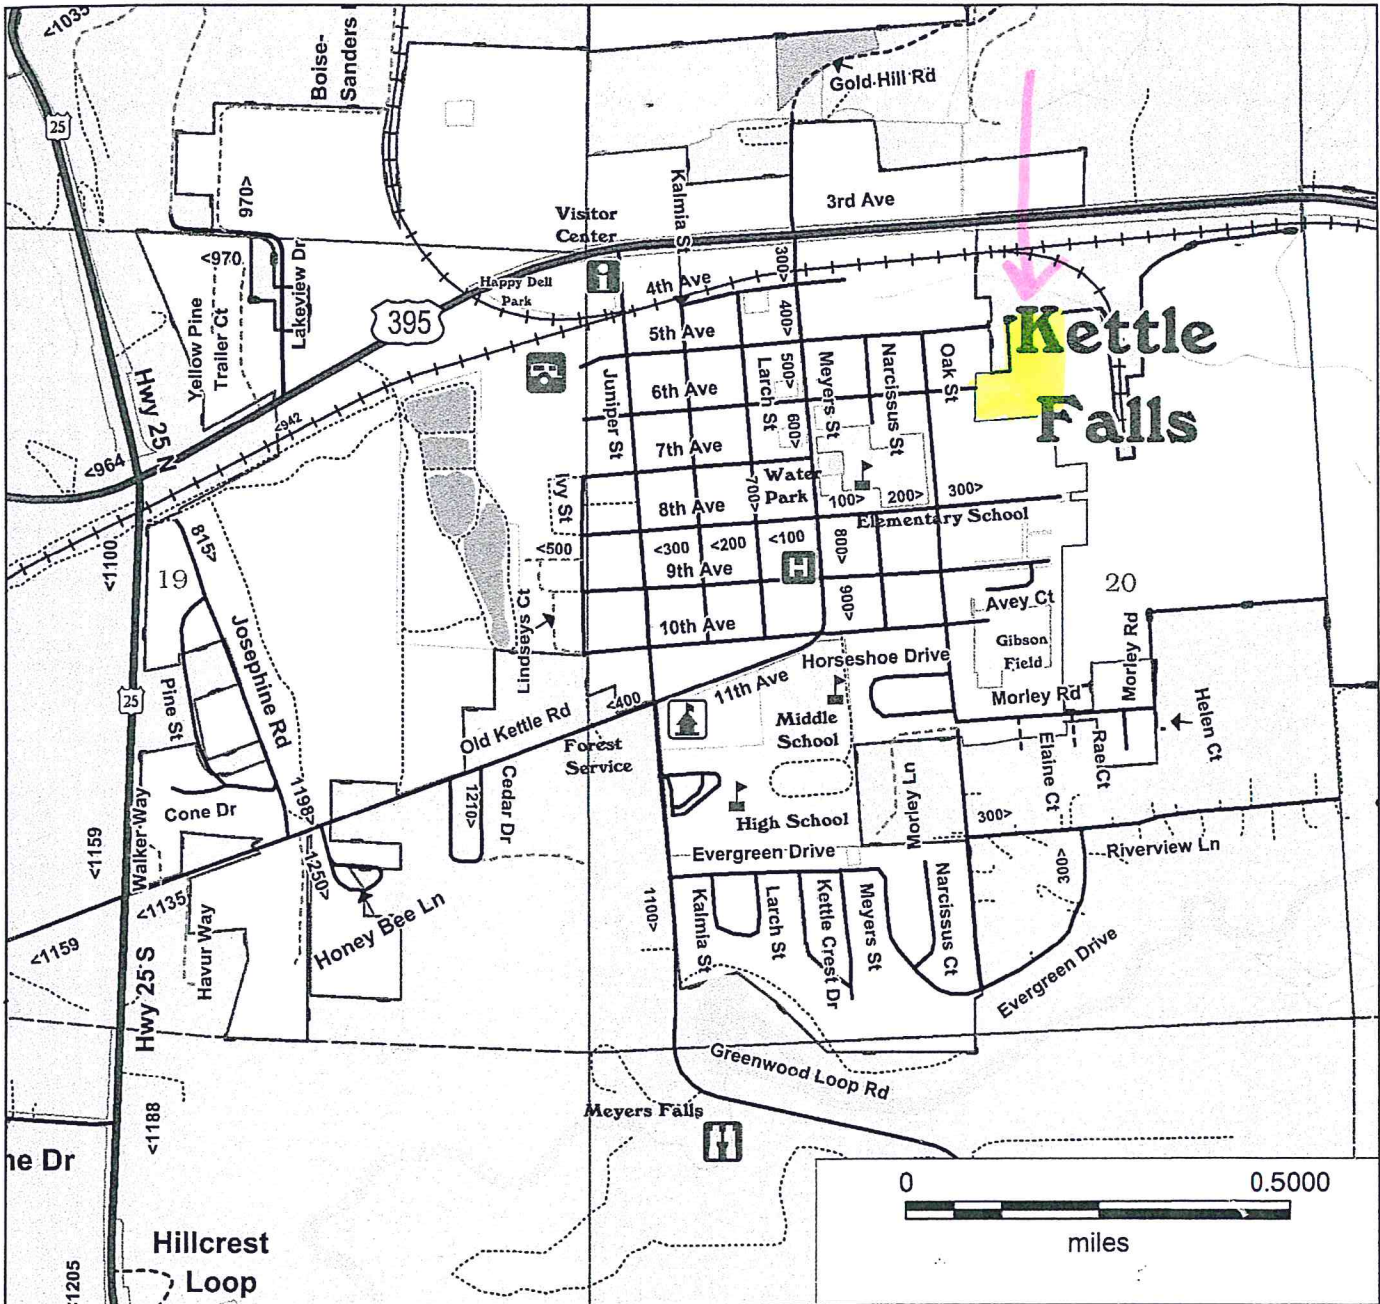 <1035
Boise-
Sanders
Gold Hill Rd
25
970>
Kalmia St
3rd Ave
Visitor
Center
<970
Lakeview Dr
Happy Dell
Park
4th Ave
300>
395
Yellow Pine
Trailer Ct
5th Ave
400>
Kettle
Falls
Hwy 25 N
Juniper St
6th Ave
Larch St
500>
Meyers St
Narcissus St
Oak St
<942
600>
<964
7th Ave
Water
Park
Ivy St
8th Ave
700>
100>
200>
300>
Elementary School
815>
<1100
<500
<300
<200
<100
800>
H
9th Ave
19
20
Lindseys Ct
900>
Avey Ct
10th Ave
Gibson
Field
Josephine Rd
Horseshoe Drive
Morley Rd
25
Pine St
11th Ave
<400
Morley Rd
Helen Ct
Old Kettle Rd
Forest
Service
Middle
School
Elaine Ct
Rae Ct
Cone Dr
1198>
1210>
Cedar Dr
Morley Ln
High School
300>
<1159
Walker Way
1250>
Evergreen Drive
<300
Riverview Ln
<1135
Honey Bee Ln
1100>
Kalmia St
Larch St
Kettle Crest Dr
Meyers St
Narcissus Ct
<1159
Havur Way
Hwy 25 S
Evergreen Drive
Greenwood Loop Rd
Meyers Falls
<1188
ne Dr
0 0.5000
miles
Hillcrest
Loop
<1205